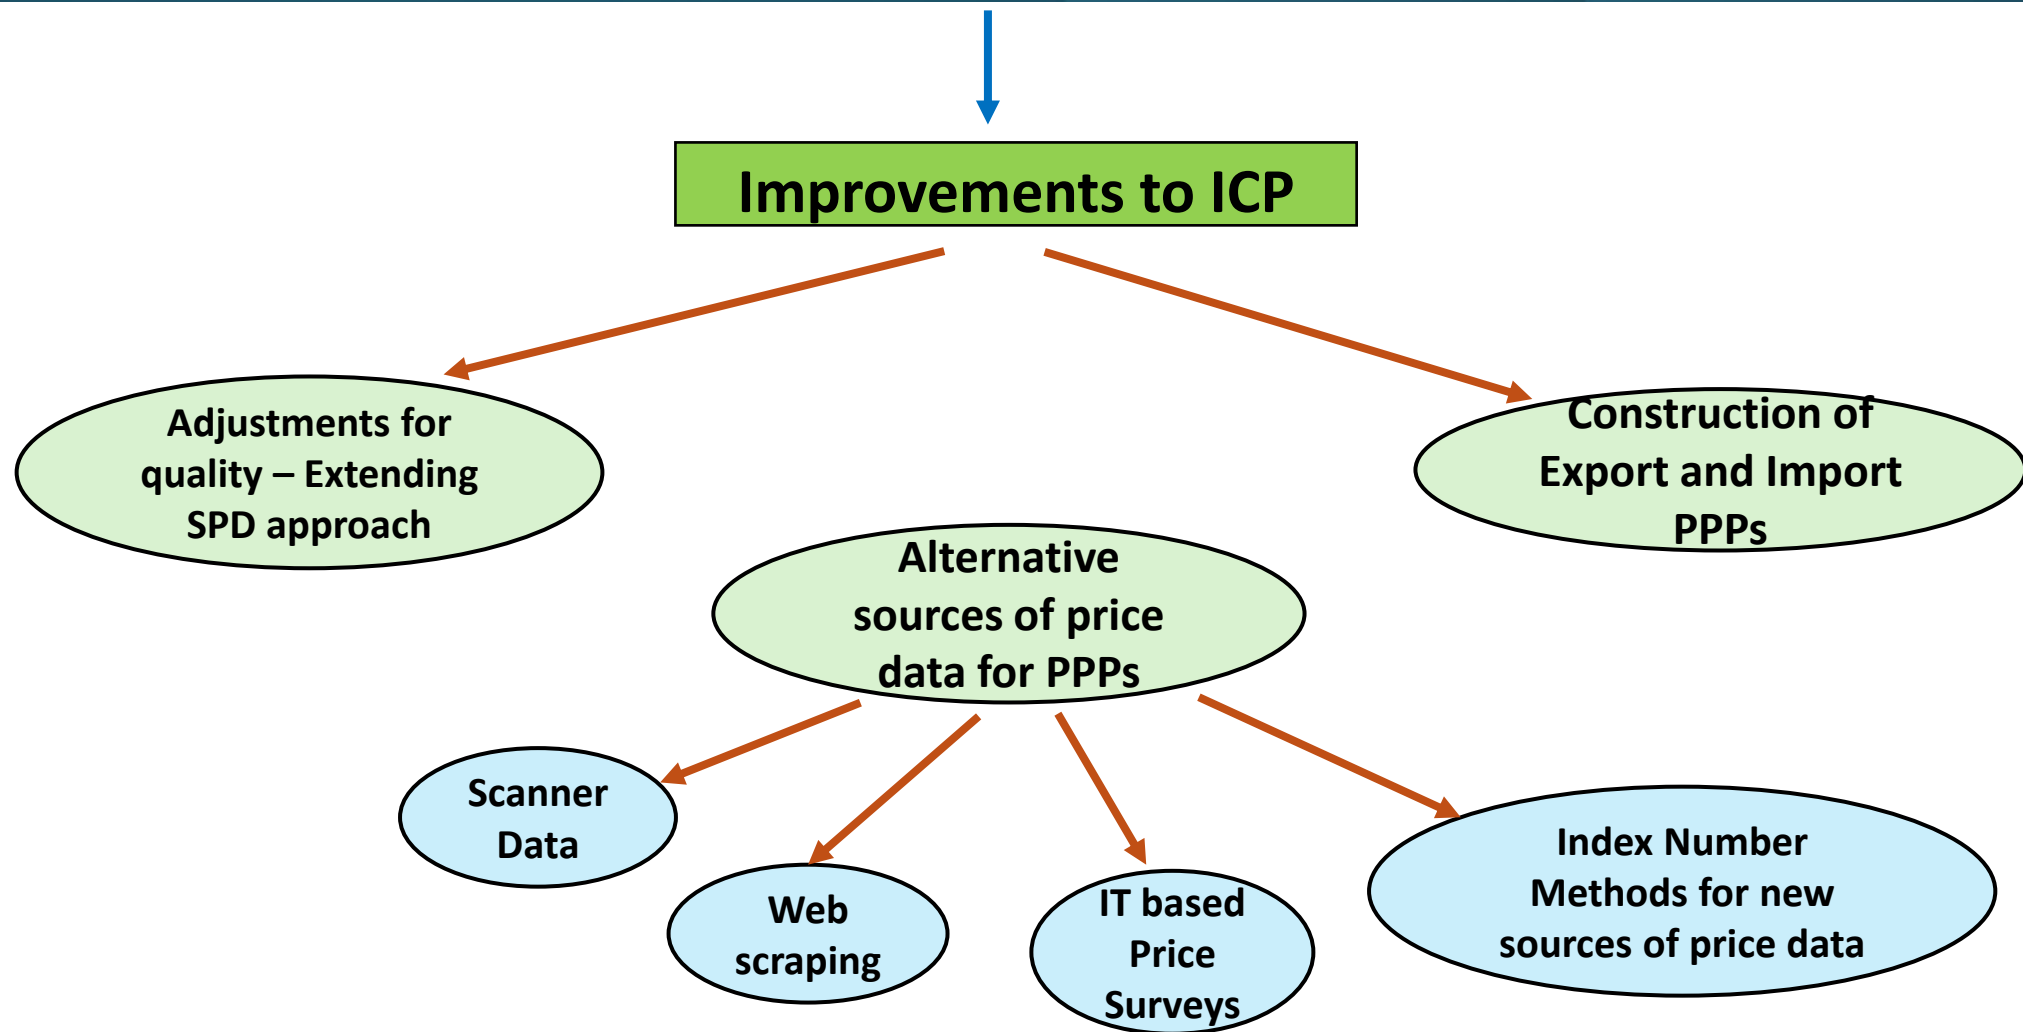 Improvements to ICP
Adjustments for
quality – Extending
SPD approach
Construction of
Export and Import
PPPs
Alternative
sources of price
data for PPPs
Scanner
Data
Web
scraping
IT based
Price
Surveys
Index Number
Methods for new
sources of price data